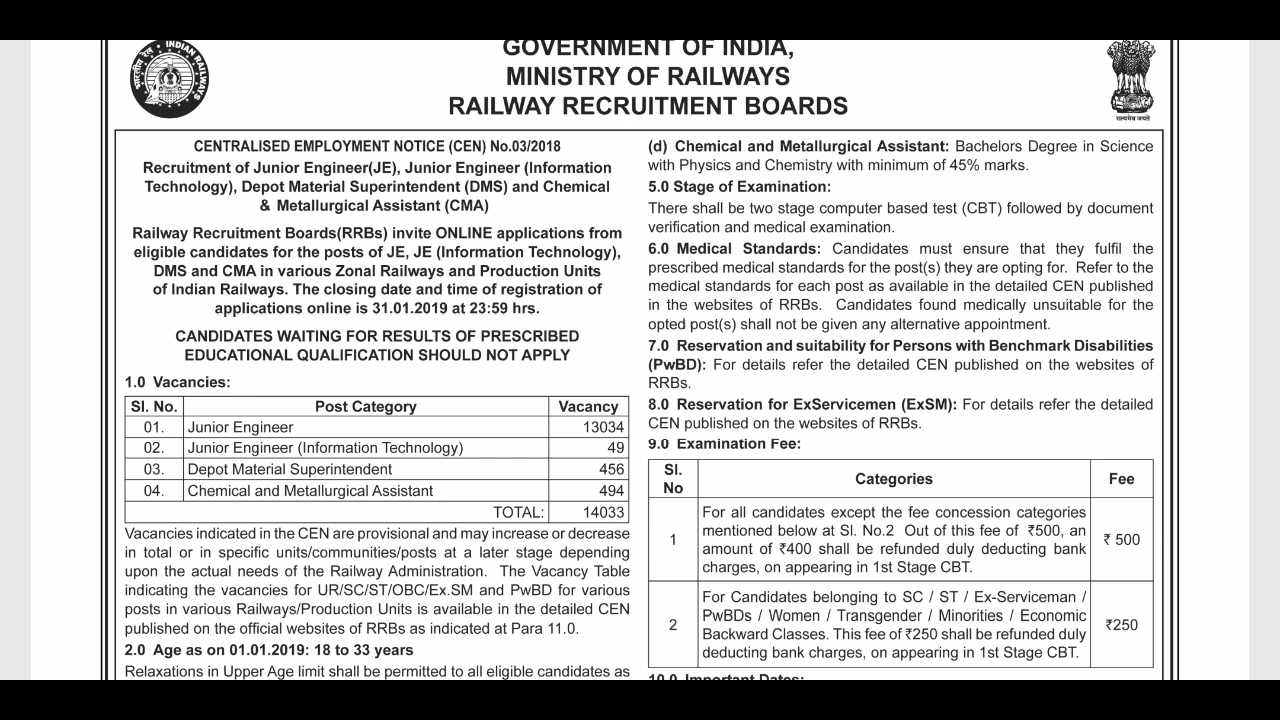 GOVERNMENT OF INDIA,
MINISTRY OF RAILWAYS
RAILWAY RECRUITMENT BOARDS
भारतीय रेल
INDIAN RAILWAYS
सत्यमेव जयते
CENTRALISED EMPLOYMENT NOTICE (CEN) No.03/2018
Recruitment of Junior Engineer(JE), Junior Engineer (Information
Technology), Depot Material Superintendent (DMS) and Chemical
& Metallurgical Assistant (CMA)
Railway Recruitment Boards(RRBs) invite ONLINE applications from
eligible candidates for the posts of JE, JE (Information Technology),
DMS and CMA in various Zonal Railways and Production Units
of Indian Railways. The closing date and time of registration of
applications online is 31.01.2019 at 23:59 hrs.
CANDIDATES WAITING FOR RESULTS OF PRESCRIBED
EDUCATIONAL QUALIFICATION SHOULD NOT APPLY
1.0 Vacancies:
Sl. No. Post Category Vacancy
01. Junior Engineer 13034
02. Junior Engineer (Information Technology) 49
03. Depot Material Superintendent 456
04. Chemical and Metallurgical Assistant 494
TOTAL: 14033
Vacancies indicated in the CEN are provisional and may increase or decrease
in total or in specific units/communities/posts at a later stage depending
upon the actual needs of the Railway Administration. The Vacancy Table
indicating the vacancies for UR/SC/ST/OBC/Ex.SM and PwBD for various
posts in various Railways/Production Units is available in the detailed CEN
published on the official websites of RRBs as indicated at Para 11.0.
2.0 Age as on 01.01.2019: 18 to 33 years
Relaxations in Upper Age limit shall be permitted to all eligible candidates as
(d) Chemical and Metallurgical Assistant: Bachelors Degree in Science
with Physics and Chemistry with minimum of 45% marks.
5.0 Stage of Examination:
There shall be two stage computer based test (CBT) followed by document
verification and medical examination.
6.0 Medical Standards: Candidates must ensure that they fulfil the
prescribed medical standards for the post(s) they are opting for. Refer to the
medical standards for each post as available in the detailed CEN published
in the websites of RRBs. Candidates found medically unsuitable for the
opted post(s) shall not be given any alternative appointment.
7.0 Reservation and suitability for Persons with Benchmark Disabilities
(PwBD): For details refer the detailed CEN published on the websites of
RRBs.
8.0 Reservation for ExServicemen (ExSM): For details refer the detailed
CEN published on the websites of RRBs.
9.0 Examination Fee:
Sl. No Categories Fee
1 For all candidates except the fee concession categories
mentioned below at Sl. No.2 Out of this fee of ₹500, an
amount of ₹400 shall be refunded duly deducting bank
charges, on appearing in 1st Stage CBT. ₹ 500
2 For Candidates belonging to SC / ST / Ex-Serviceman /
PwBDs / Women / Transgender / Minorities / Economic
Backward Classes. This fee of ₹250 shall be refunded duly
deducting bank charges, on appearing in 1st Stage CBT. ₹250
10.0 Important Dates: